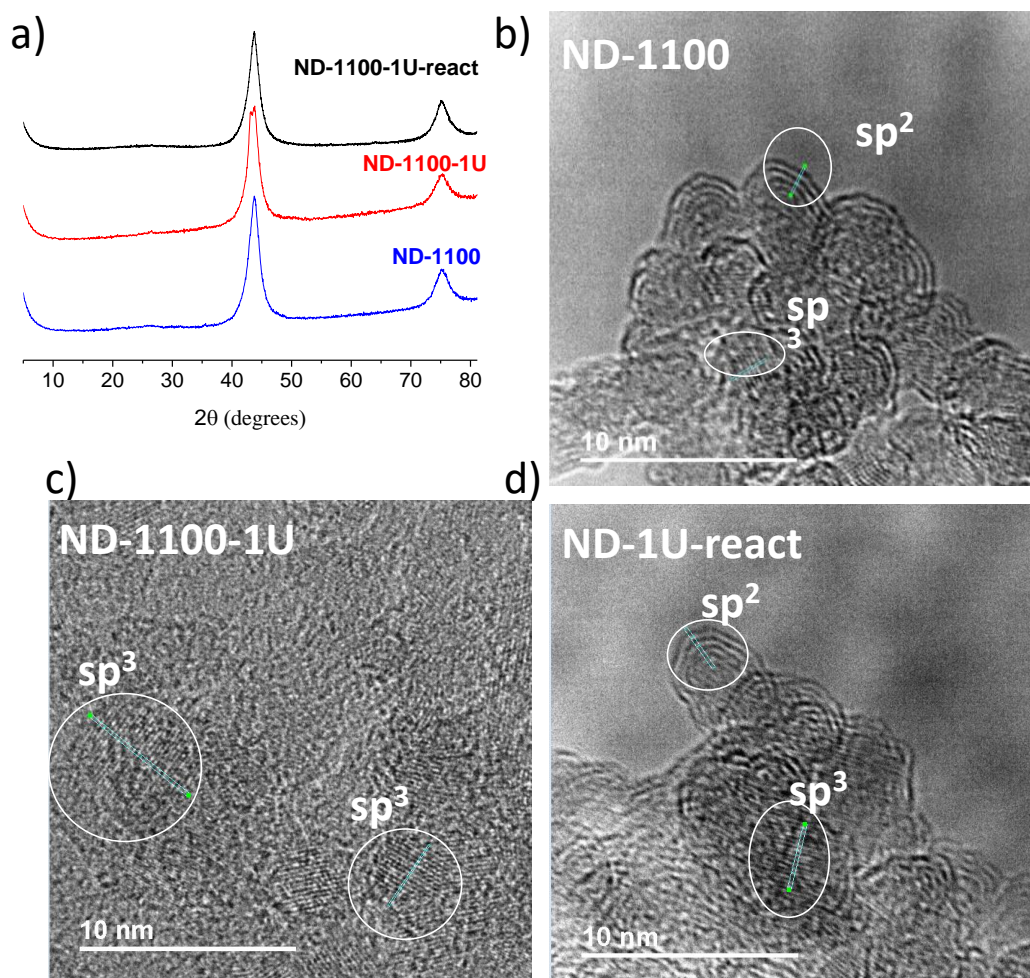 a)
ND-1100-1U-react
ND-1100-1U
ND-1100
10 20 30 40 50 60 70 80
2θ (degrees)
b)
ND-1100
sp²
sp
3
10 nm
c)
ND-1100-1U
sp³
sp³
10 nm
d)
ND-1U-react
sp²
sp³
10 nm